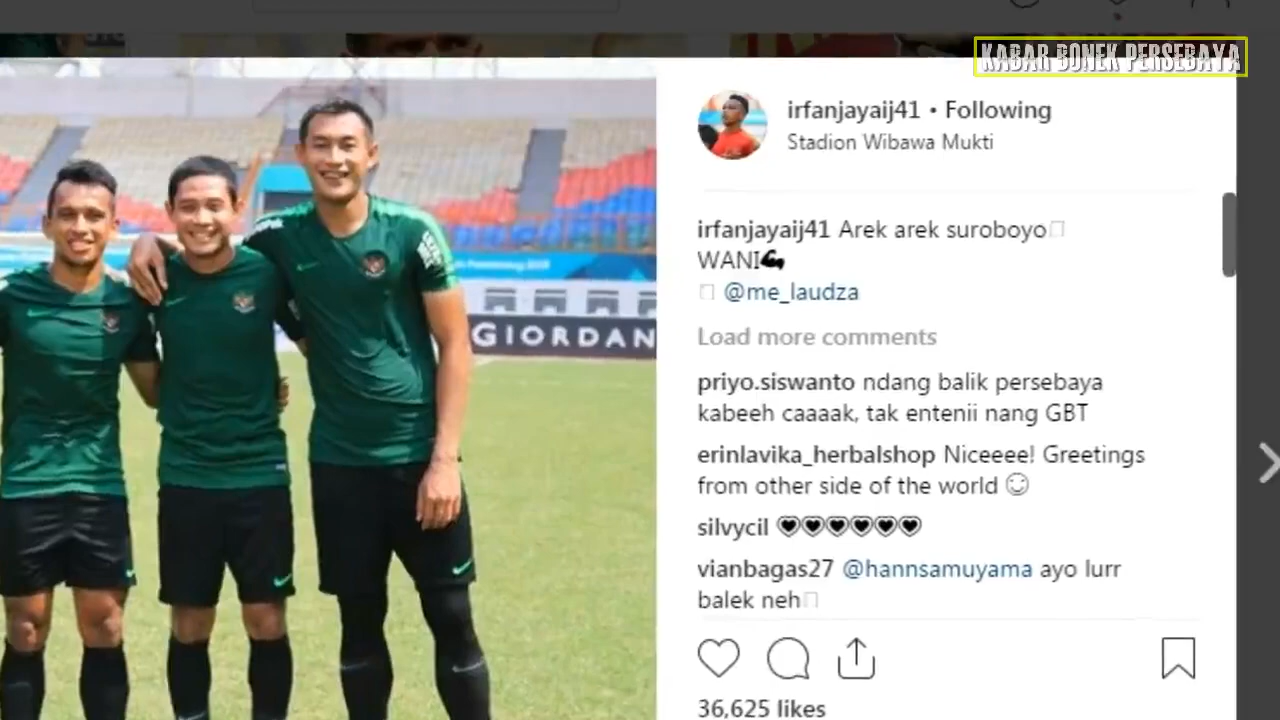 KABAR BONEK PERSEBAYA
irfanjayaij41 • Following
Stadion Wibawa Mukti
irfanjayaij41 Arek arek suroboyo
WANI💪
@me_laudza
Load more comments
priyo.siswanto ndang balik persebaya
kabeeh caaaak, tak entenii nang GBT
erinlavika_herbalshop Niceeee! Greetings
from other side of the world ☺
silvycil 💗💗💗💗💗💗
vianbagas27 @hannsamuyama ayo lurr
balek neh
36,625 likes
GIORDAN